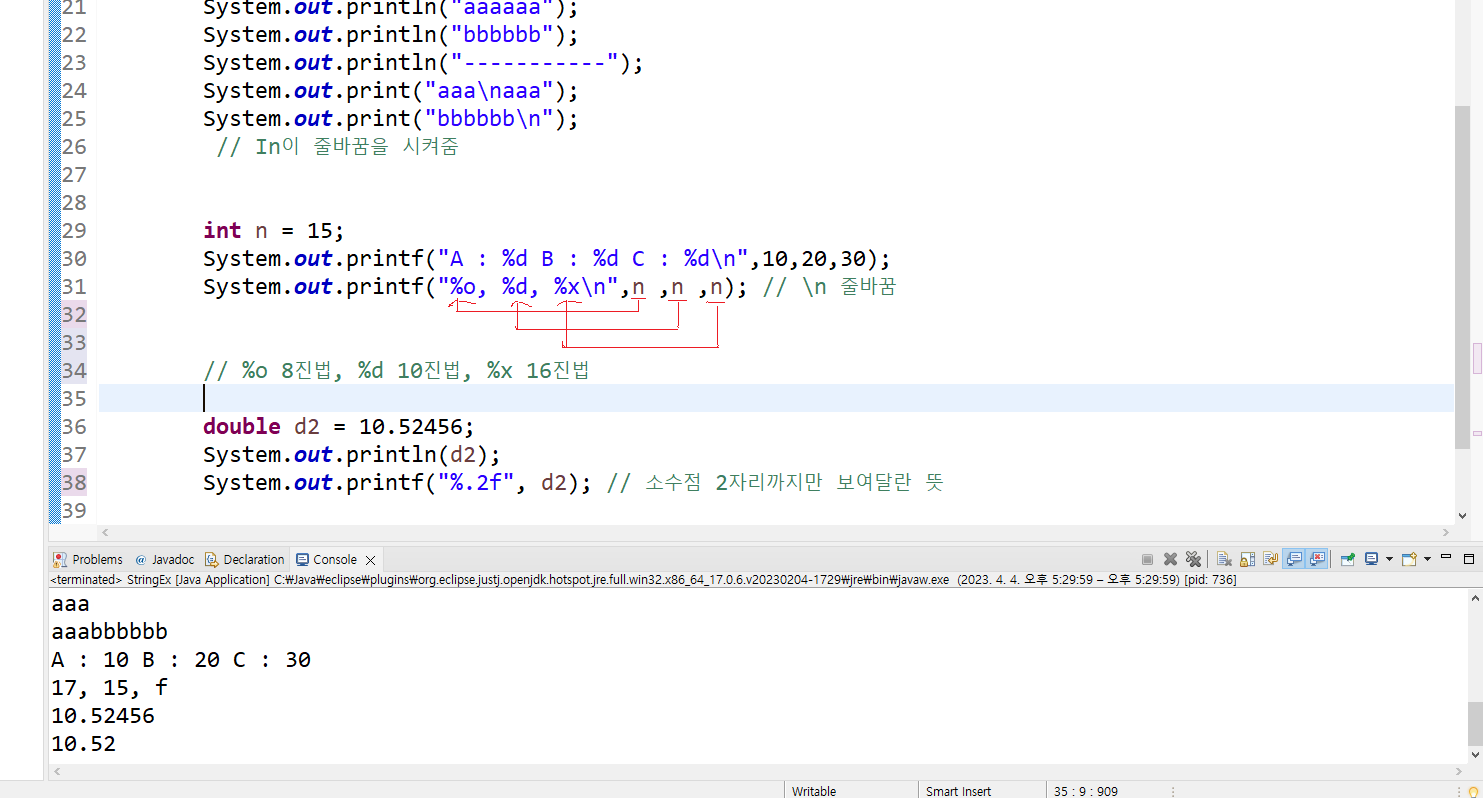 21 System.out.println("aaaaaa");
22 System.out.println("bbbbbb");
23 System.out.println("-----------");
24 System.out.print("aaa\naaa");
25 System.out.print("bbbbbb\n");
26 // In이 줄바꿈을 시켜줌
27
28
29 int n = 15;
30 System.out.printf("A : %d B : %d C : %d\n",10,20,30);
31 System.out.printf("%o, %d, %x\n",n ,n ,n); // \n 줄바꿈
32
33
34 // %o 8진법, %d 10진법, %x 16진법
35
36 double d2 = 10.52456;
37 System.out.println(d2);
38 System.out.printf("%.2f", d2); // 소수점 2자리까지만 보여달란 뜻
39
Problems @ Javadoc Declaration Console
<terminated> StringEx [Java Application] C:₩Java₩eclipse₩plugins₩org.eclipse.justj.openjdk.hotspot.jre.full.win32.x86_64_17.0.6.v20230204-1729₩jre₩bin₩javaw.exe (2023. 4. 4. 오후 5:29:59 – 오후 5:29:59) [pid: 736]
aaa
aaabbbbbb
A : 10 B : 20 C : 30
17, 15, f
10.52456
10.52
Writable Smart Insert 35 : 9 : 909